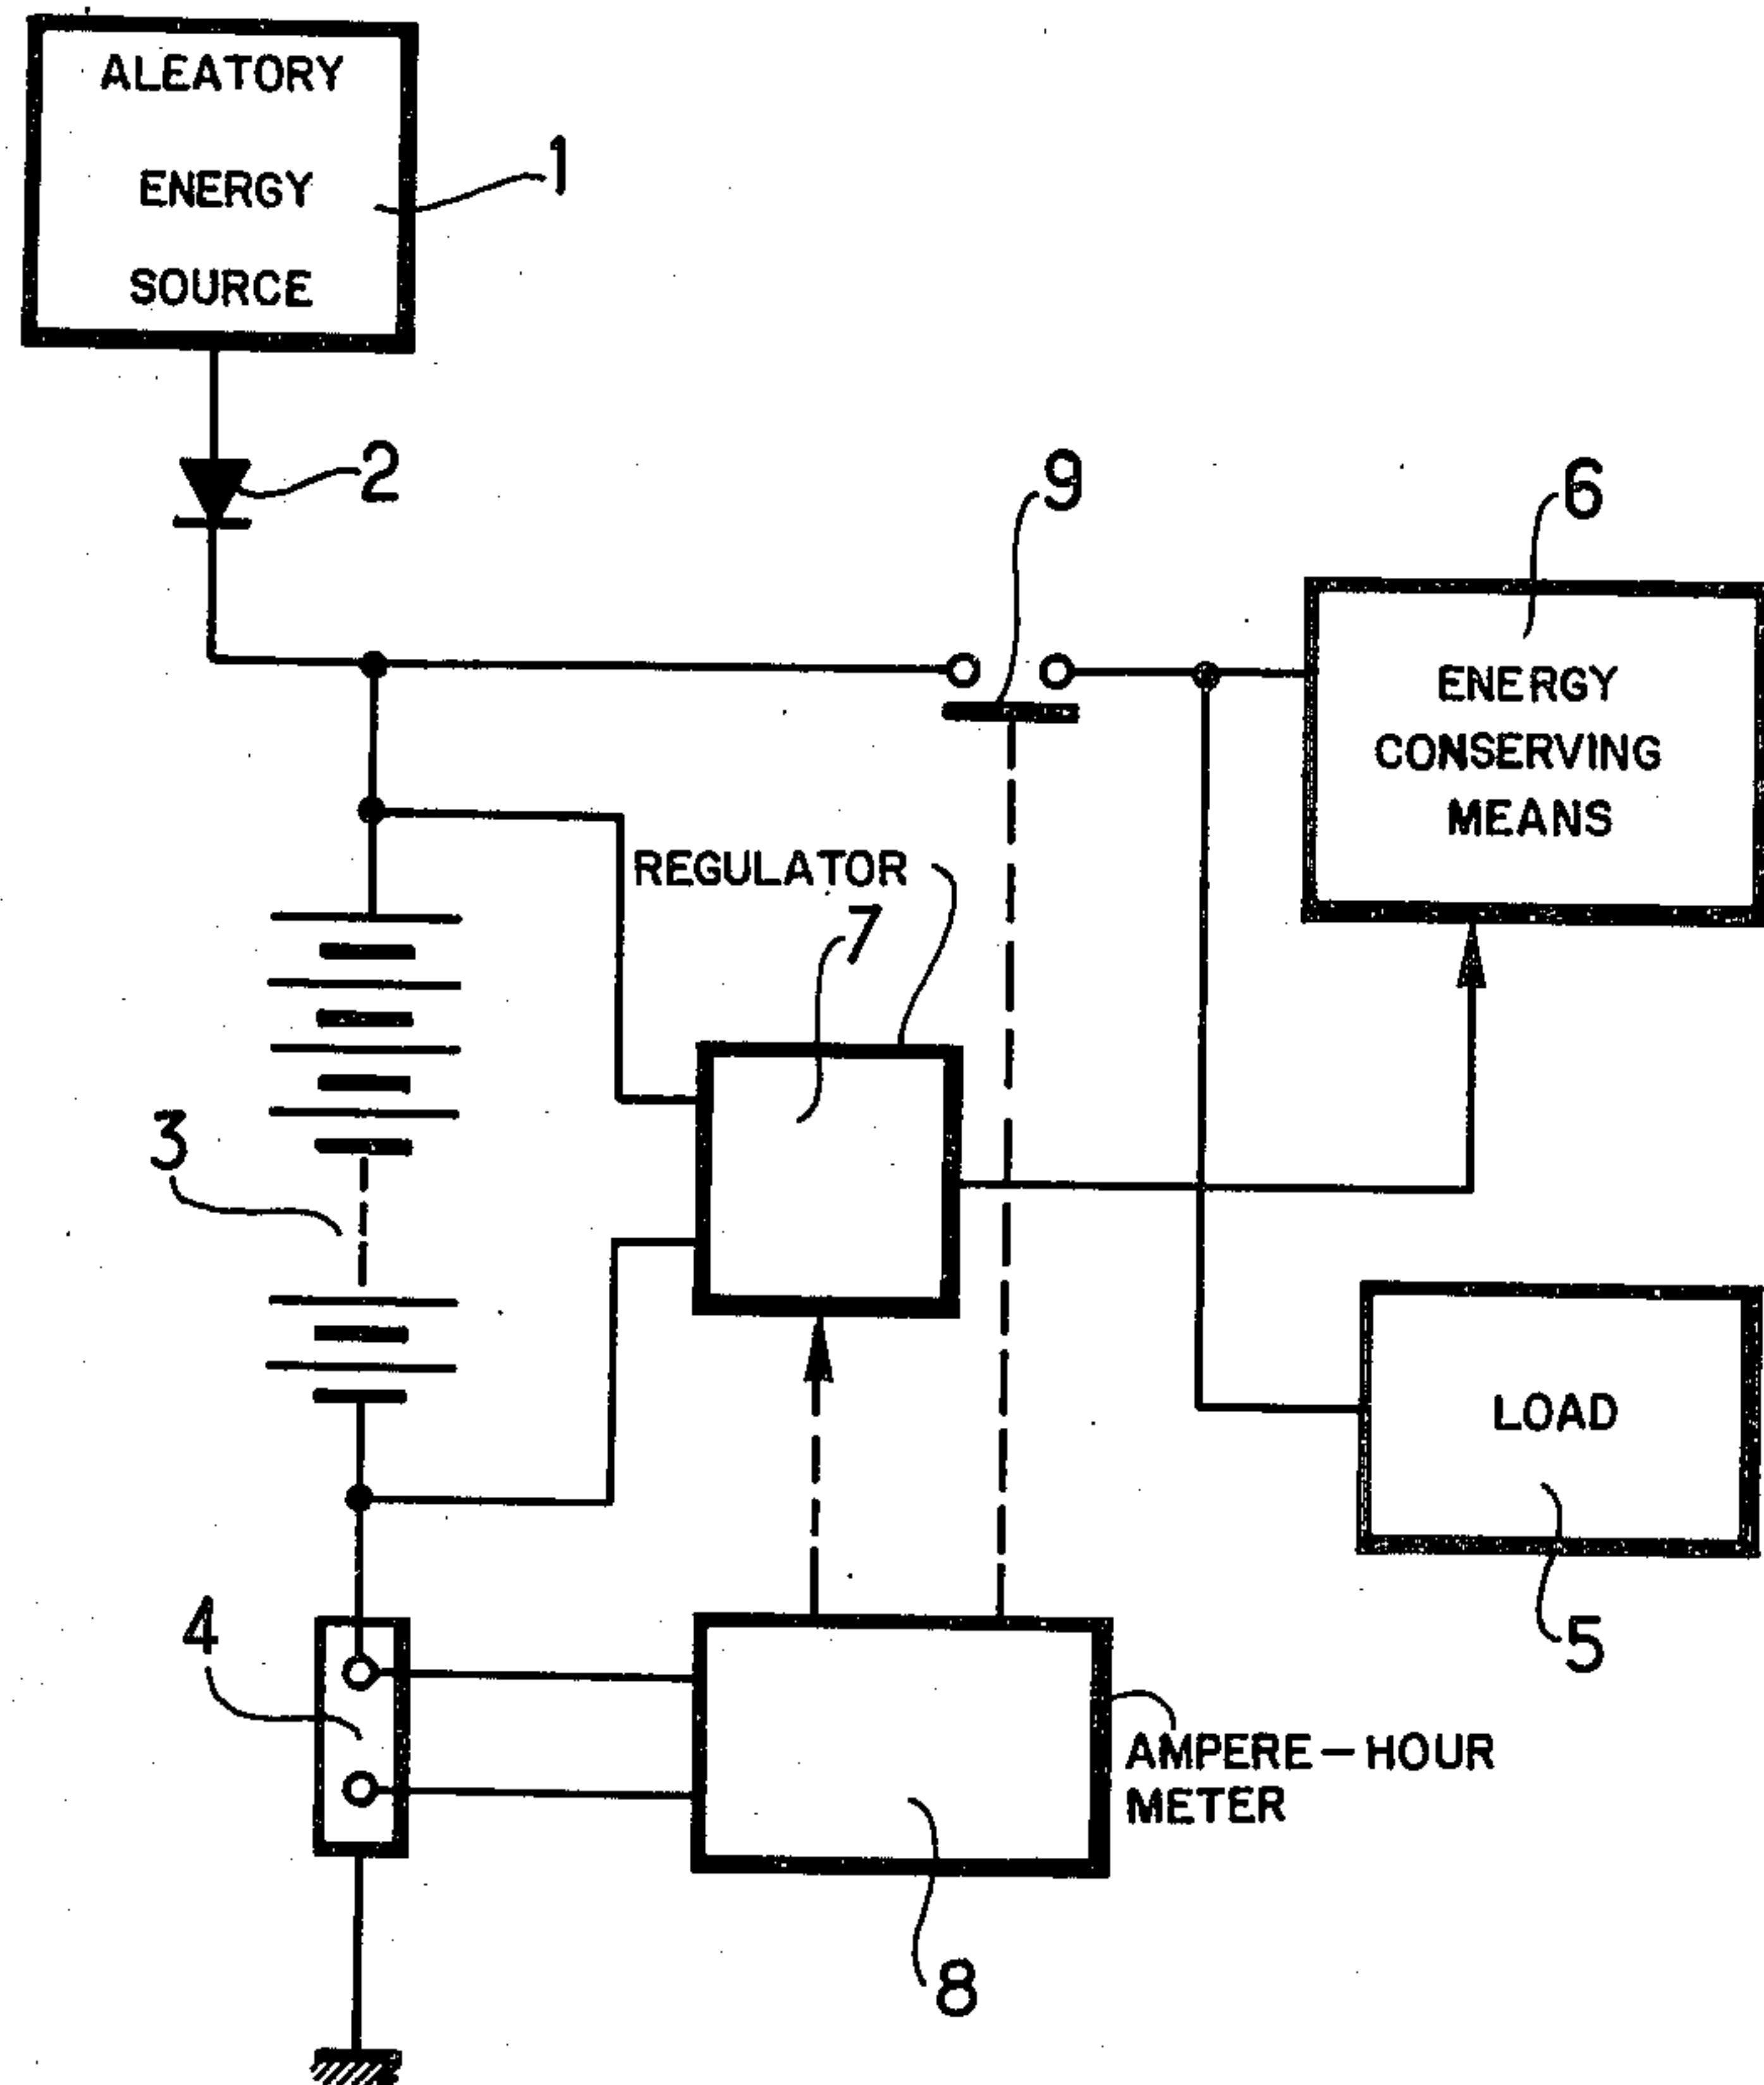 ALEATORY
ENERGY
SOURCE
1
2
9
6
ENERGY
CONSERVING
MEANS
REGULATOR
7
3
LOAD
5
4
AMPERE-HOUR
METER
8